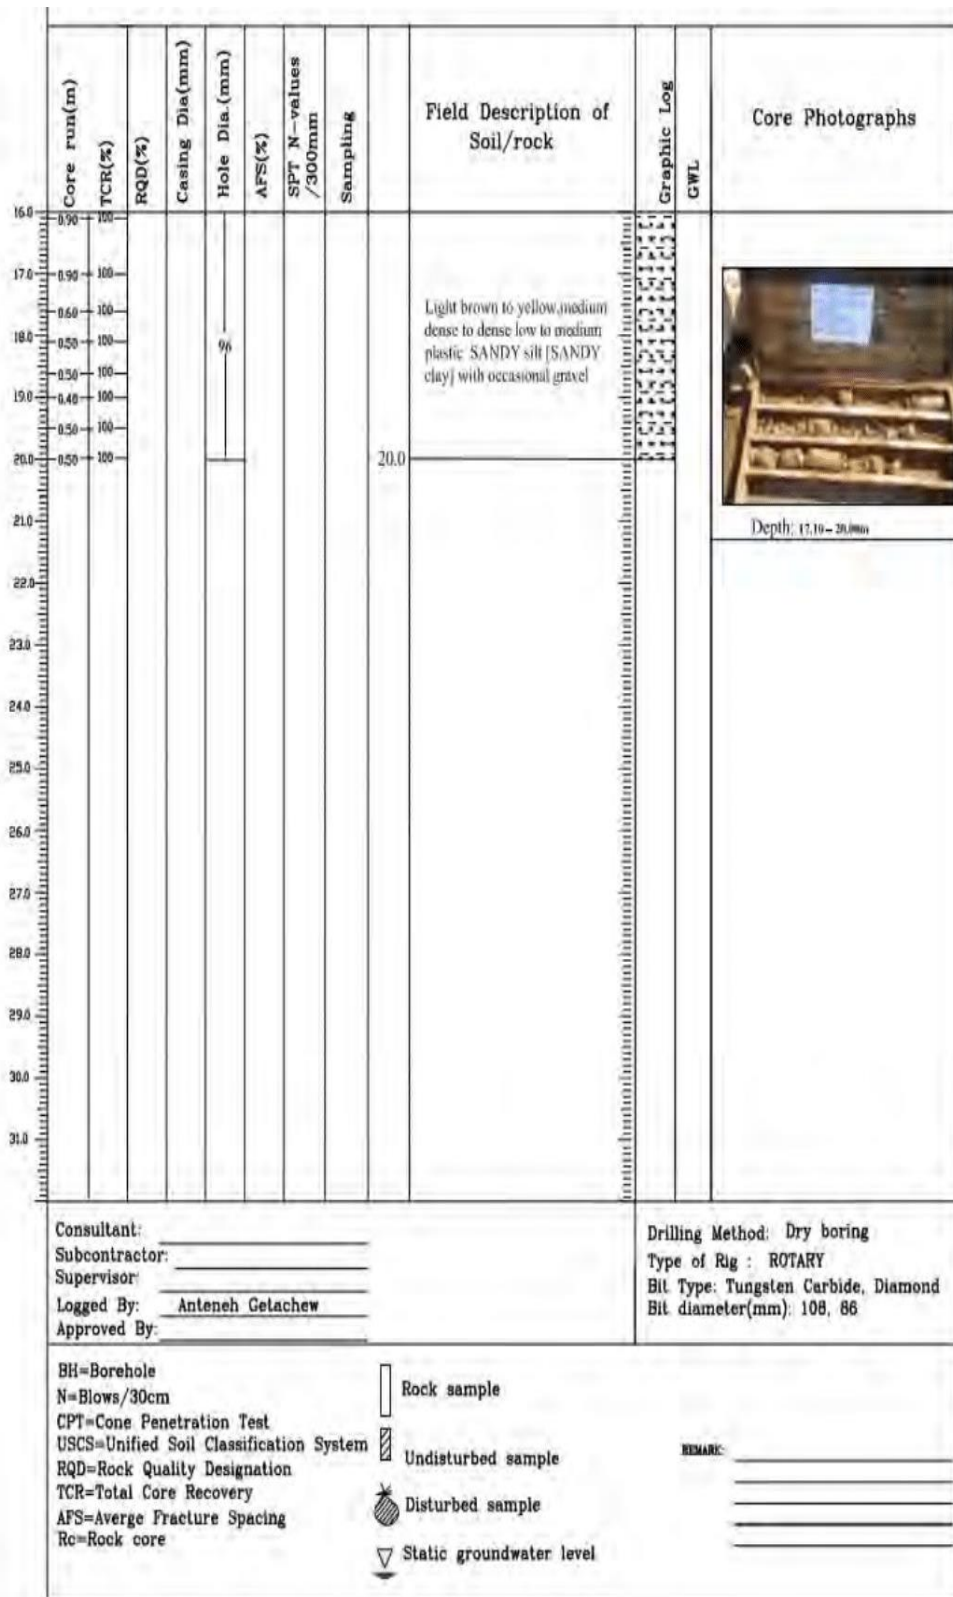 Core run(m)
TCR(%)
RQD(%)
Casing Dia(mm)
Hole Dia.(mm)
AFS(%)
SPT N-values
/300mm
Sampling
Field Description of
Soil/rock
Graphic Log
GWL
Core Photographs
16.0
0.90 100
17.0 0.90 100
0.60 100
18.0
0.50 100
96
0.50 100
19.0 0.40 100
0.50 100
20.0 0.50 100
20.0
Light brown to yellow,medium
dense to dense low to medium
plastic SANDY silt [SANDY
clay] with occasional gravel
Depth: 17.10 – 20.00m
21.0
22.0
23.0
24.0
25.0
26.0
27.0
28.0
29.0
30.0
31.0
Consultant:
Subcontractor:
Supervisor:
Logged By: Anteneh Getachew
Approved By:
Drilling Method: Dry boring
Type of Rig : ROTARY
Bit Type: Tungsten Carbide, Diamond
Bit diameter(mm): 108, 86
BH=Borehole
N=Blows/30cm
CPT=Cone Penetration Test
USCS=Unified Soil Classification System
RQD=Rock Quality Designation
TCR=Total Core Recovery
AFS=Averge Fracture Spacing
Rc=Rock core
Rock sample
Undisturbed sample
Disturbed sample
Static groundwater level
REMARK: